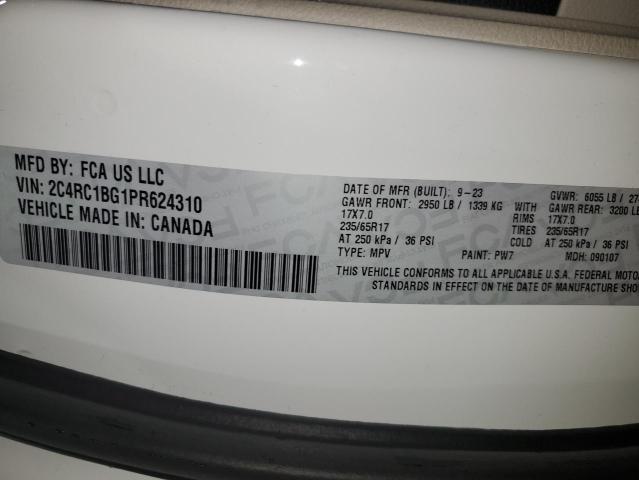 MFD BY: FCA US LLC
VIN: 2C4RC1BG1PR624310
VEHICLE MADE IN: CANADA
DATE OF MFR (BUILT): 9-23 GVWR: 6055 LB /
GAWR FRONT: 2950 LB / 1339 KG WITH GAWR REAR: 3200
17X7.0 RIMS 17X7.0
235/65R17 TIRES 235/65R17
AT 250 kPa / 36 PSI COLD AT 250 kPa / 36 PSI
TYPE: MPV PAINT: PW7 MDH: 090107
THIS VEHICLE CONFORMS TO ALL APPLICABLE U.S.A. FEDERAL
STANDARDS IN EFFECT ON THE DATE OF MANUFACTURE